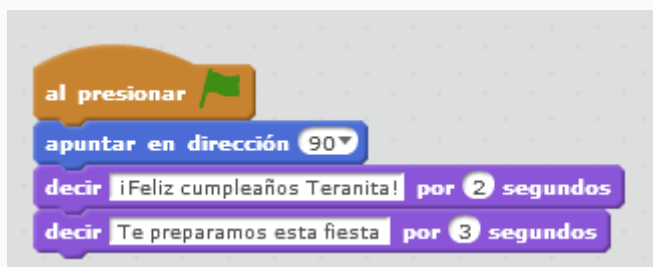 al presionar
apuntar en dirección 90
decir ¡Feliz cumpleaños Teranita! por 2 segundos
decir Te preparamos esta fiesta por 3 segundos